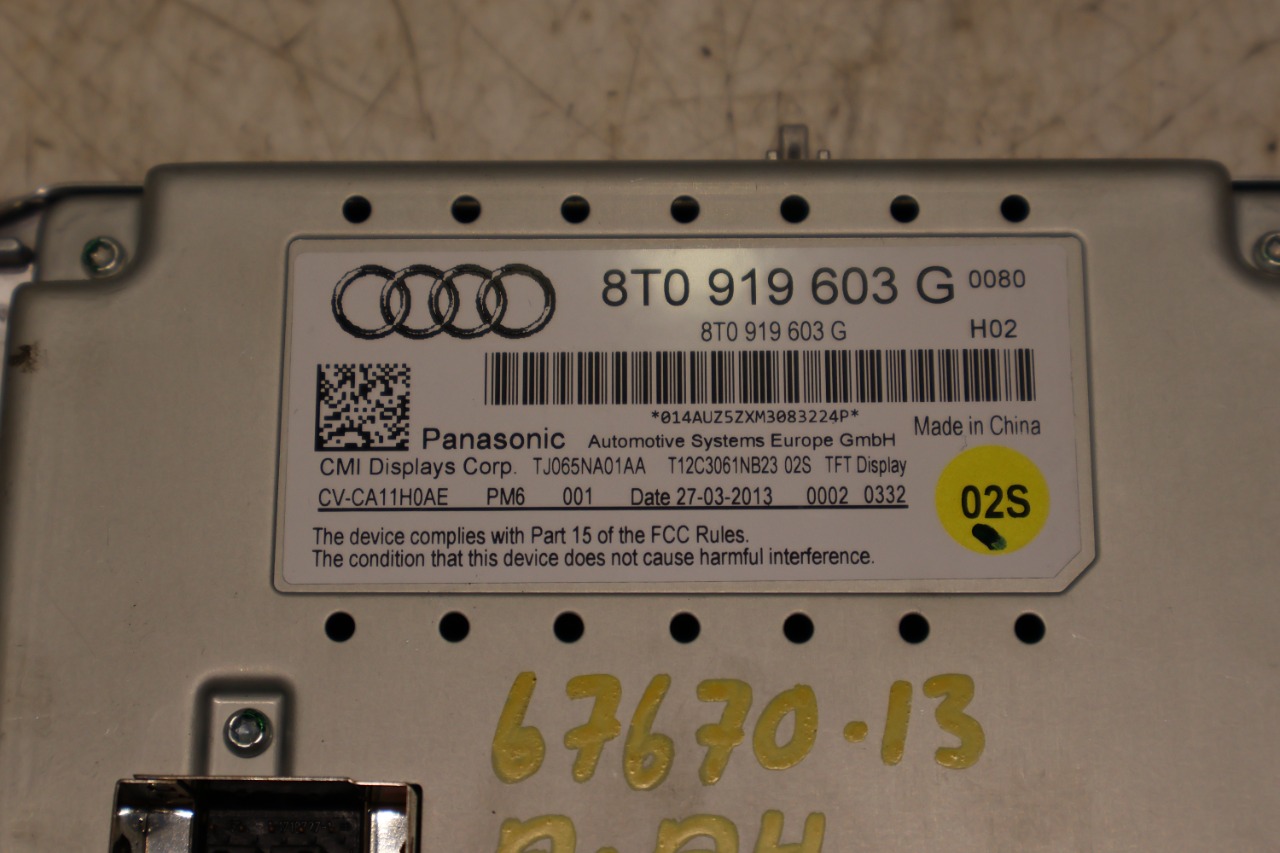 8T0 919 603 G 0080
8T0 919 603 G H02
*014AUZ5ZXM3083224P*
Made in China
Panasonic Automotive Systems Europe GmbH
CMI Displays Corp. TJ065NA01AA T12C3061NB23 02S TFT Display
CV-CA11H0AE PM6 001 Date 27-03-2013 0002 0332
02S
The device complies with Part 15 of the FCC Rules.
The condition that this device does not cause harmful interference.
67670.13